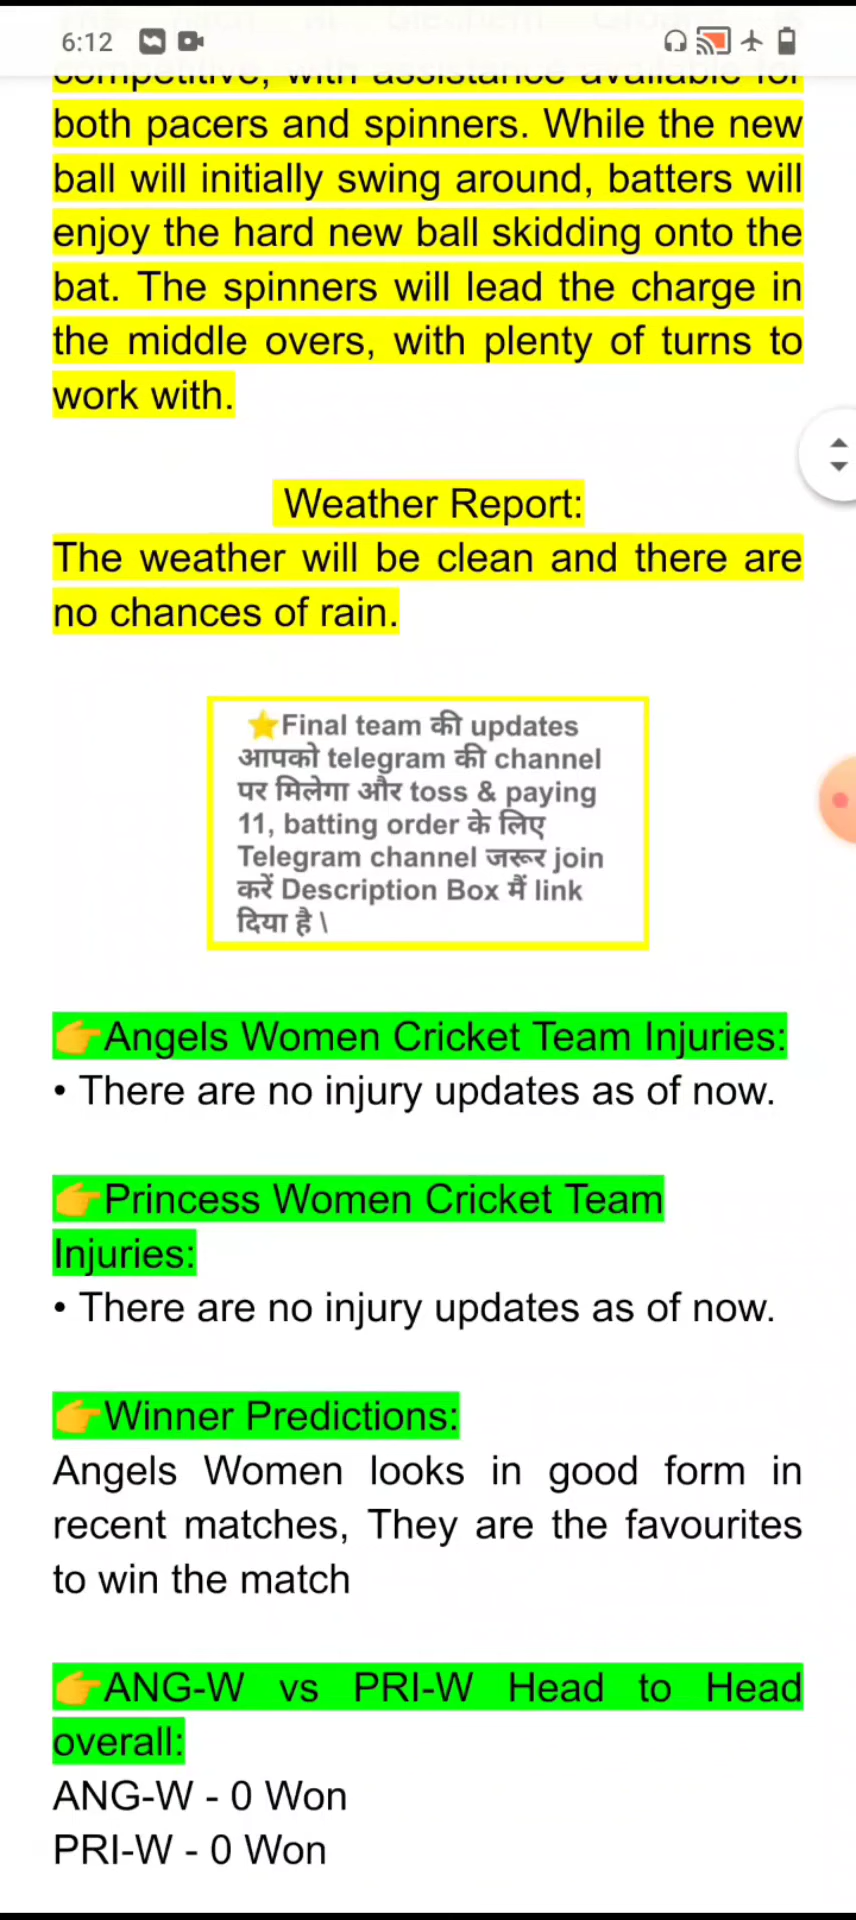 6:12
competitive, with assistance available for
both pacers and spinners. While the new
ball will initially swing around, batters will
enjoy the hard new ball skidding onto the
bat. The spinners will lead the charge in
the middle overs, with plenty of turns to
work with.
Weather Report:
The weather will be clean and there are
no chances of rain.
⭐Final team की updates
आपको telegram की channel
पर मिलेगा और toss & paying
11, batting order के लिए
Telegram channel जरूर join
करें Description Box मैं link
दिया है \
👉Angels Women Cricket Team Injuries:
• There are no injury updates as of now.
👉Princess Women Cricket Team
Injuries:
• There are no injury updates as of now.
👉Winner Predictions:
Angels Women looks in good form in
recent matches, They are the favourites
to win the match
👉ANG-W vs PRI-W Head to Head
overall:
ANG-W - 0 Won
PRI-W - 0 Won